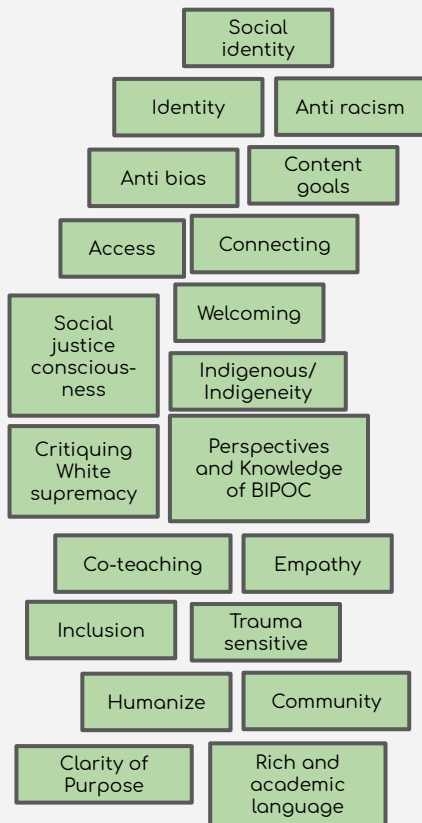 Social
identity
Identity
Anti racism
Anti bias
Content
goals
Access
Connecting
Welcoming
Social
justice
conscious-
ness
Indigenous/
Indigeneity
Critiquing
White
supremacy
Perspectives
and Knowledge
of BIPOC
Co-teaching
Empathy
Inclusion
Trauma
sensitive
Humanize
Community
Clarity of
Purpose
Rich and
academic
language